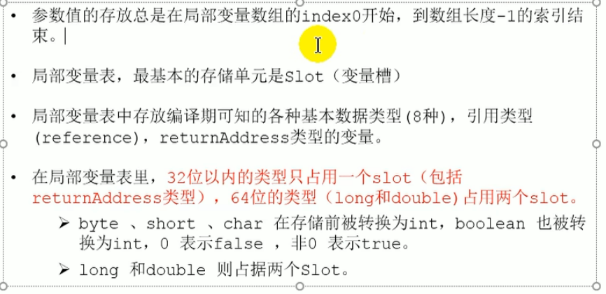 • 参数值的存放总是在局部变量数组的index0开始，到数组长度-1的索引结
束。
• 局部变量表，最基本的存储单元是Slot（变量槽）
• 局部变量表中存放编译期可知的各种基本数据类型(8种)，引用类型
(reference)，returnAddress类型的变量。
• 在局部变量表里，32位以内的类型只占用一个slot（包括
returnAddress类型），64位的类型（long和double)占用两个slot。
➢ byte 、short 、char 在存储前被转换为int，boolean 也被转
换为int，0 表示false ，非0 表示true。
➢ long 和double 则占据两个Slot。